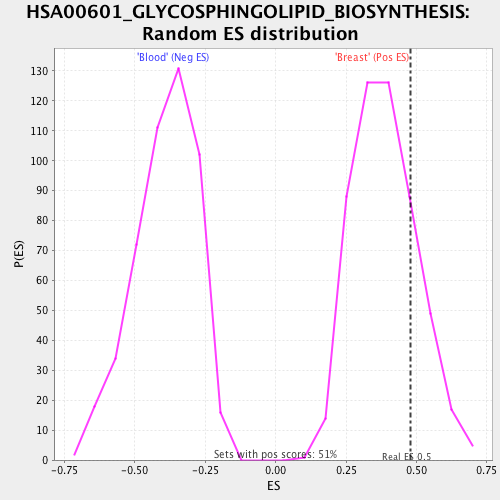 HSA00601_GLYCOSPHINGOLIPID_BIOSYNTHESIS:
Random ES distribution
'Blood' (Neg ES)
'Breast' (Pos ES)
130
120
110
100
90
80
70
60
50
40
30
20
10
0
P(ES)
Sets with pos scores: 51%
Real ES 0.5
-0.75
-0.50
-0.25
0.00
0.25
0.50
0.75
ES